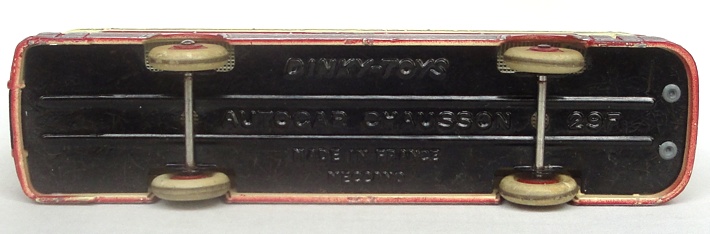 DINKY-TOYS
AUTOCAR CHAUSSON 29F
MADE IN FRANCE
MECCANO